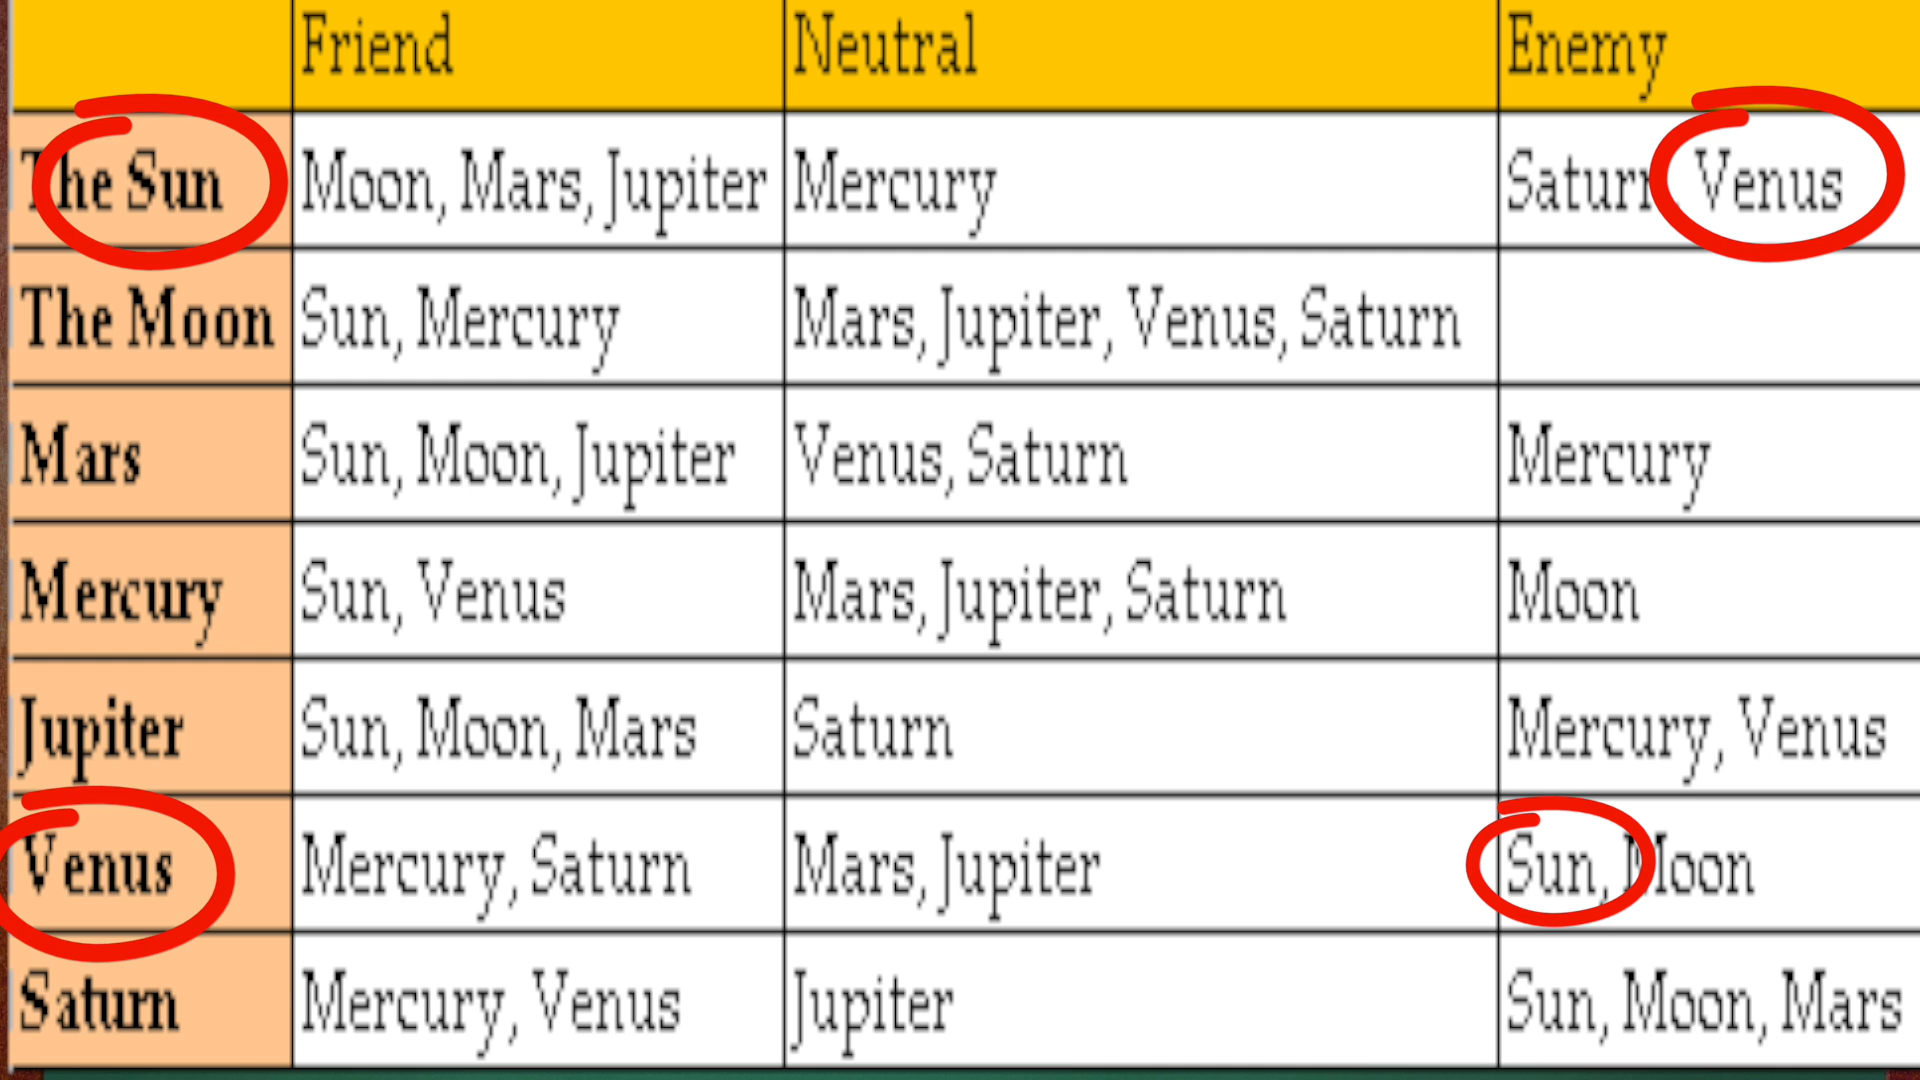 Friend Neutral Enemy
The Sun Moon, Mars, Jupiter Mercury Saturn, Venus
The Moon Sun, Mercury Mars, Jupiter, Venus, Saturn
Mars Sun, Moon, Jupiter Venus, Saturn Mercury
Mercury Sun, Venus Mars, Jupiter, Saturn Moon
Jupiter Sun, Moon, Mars Saturn Mercury, Venus
Venus Mercury, Saturn Mars, Jupiter Sun, Moon
Saturn Mercury, Venus Jupiter Sun, Moon, Mars